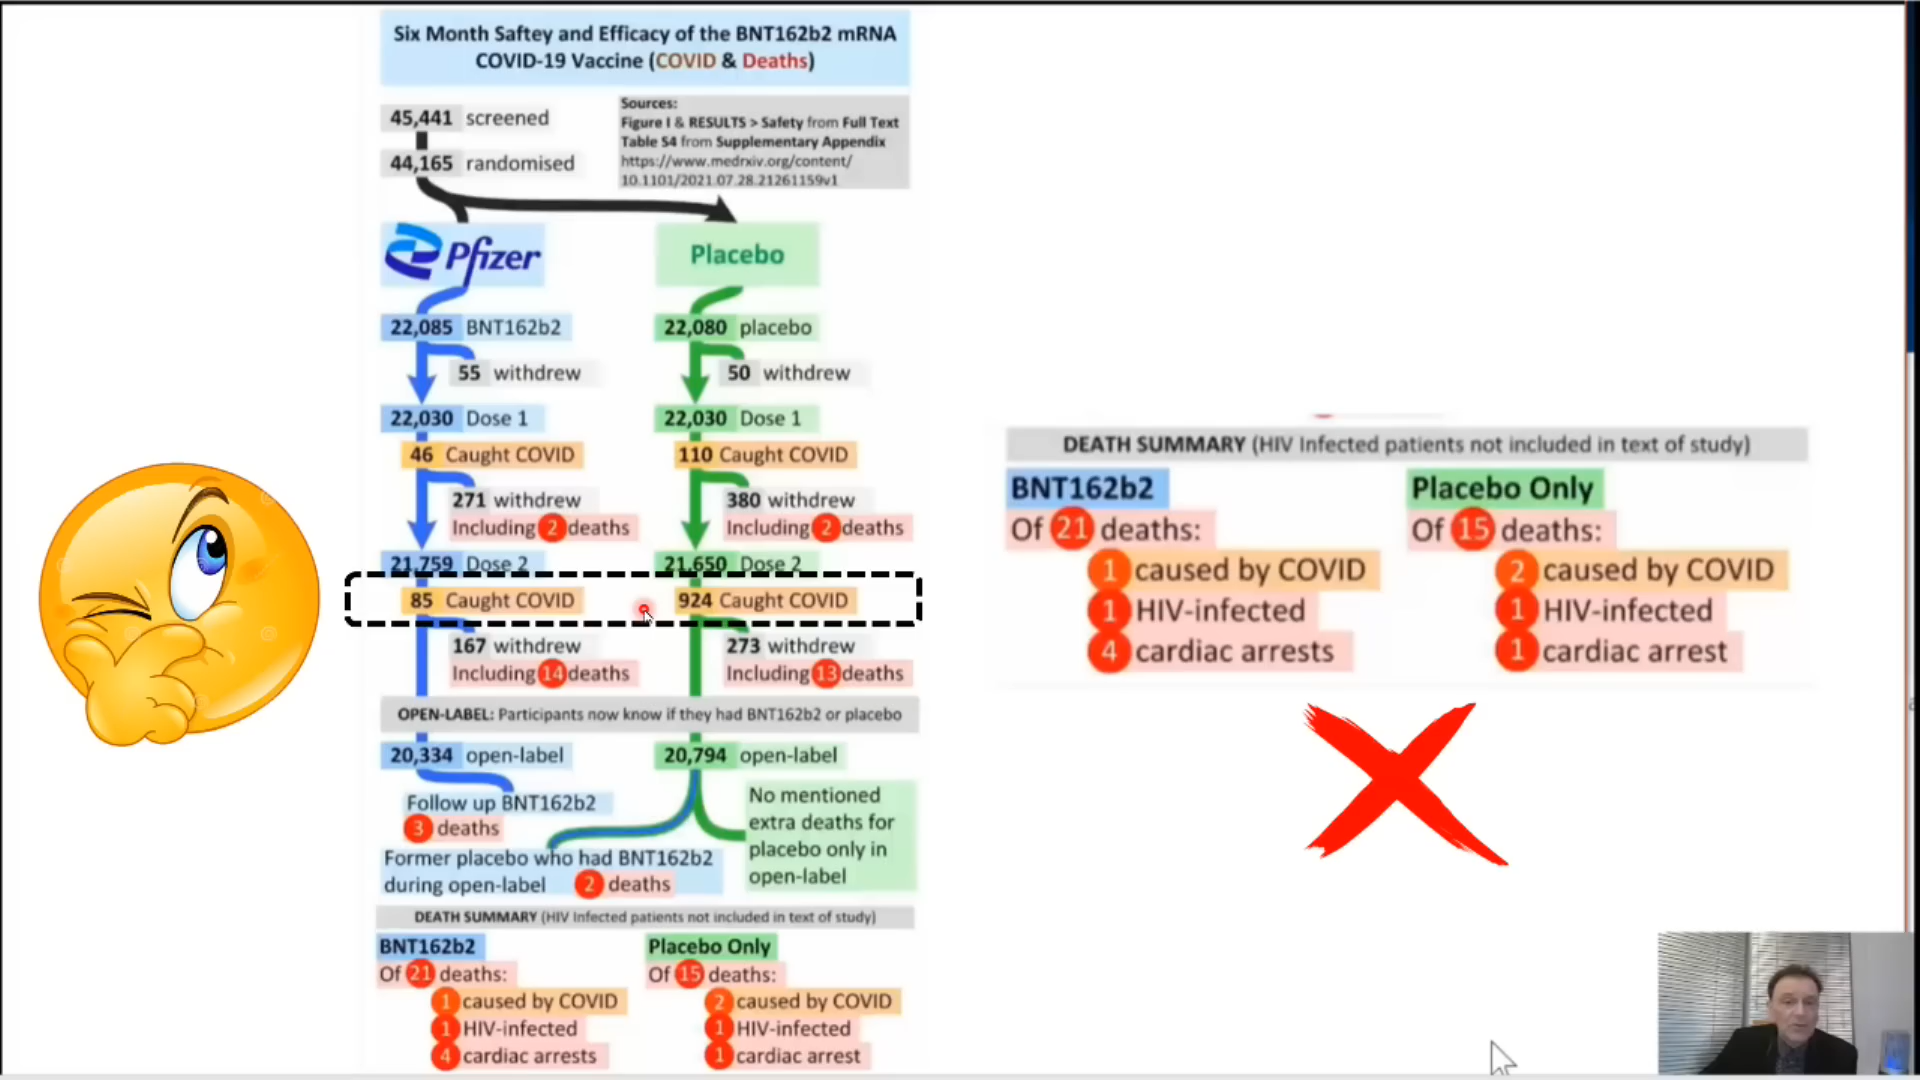 Six Month Saftey and Efficacy of the BNT162b2 mRNA
COVID-19 Vaccine (COVID & Deaths)
45,441 screened
44,165 randomised
Sources:
Figure I & RESULTS > Safety from Full Text
Table S4 from Supplementary Appendix
https://www.medrxiv.org/content/
10.1101/2021.07.28.21261159v1
Pfizer
Placebo
22,085 BNT162b2
22,080 placebo
55 withdrew
50 withdrew
22,030 Dose 1
22,030 Dose 1
46 Caught COVID
110 Caught COVID
271 withdrew
Including 2 deaths
380 withdrew
Including 2 deaths
21,759 Dose 2
21,650 Dose 2
85 Caught COVID
924 Caught COVID
167 withdrew
Including 14 deaths
273 withdrew
Including 13 deaths
OPEN-LABEL: Participants now know if they had BNT162b2 or placebo
20,334 open-label
20,794 open-label
Follow up BNT162b2
3 deaths
No mentioned
extra deaths for
placebo only in
open-label
Former placebo who had BNT162b2
during open-label 2 deaths
DEATH SUMMARY (HIV Infected patients not included in text of study)
BNT162b2
Of 21 deaths:
1 caused by COVID
1 HIV-infected
4 cardiac arrests
Placebo Only
Of 15 deaths:
2 caused by COVID
1 HIV-infected
1 cardiac arrest
DEATH SUMMARY (HIV Infected patients not included in text of study)
BNT162b2
Of 21 deaths:
1 caused by COVID
1 HIV-infected
4 cardiac arrests
Placebo Only
Of 15 deaths:
2 caused by COVID
1 HIV-infected
1 cardiac arrest